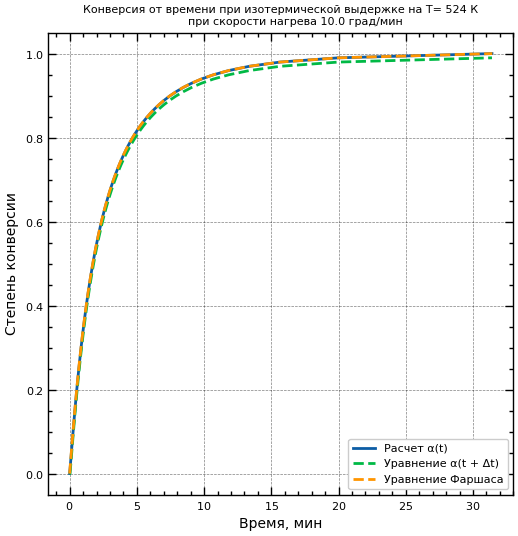 Конверсия от времени при изотермической выдержке на T= 524 K
при скорости нагрева 10.0 град/мин
Степень конверсии
1.0
0.8
0.6
0.4
0.2
0.0
Расчет α(t)
Уравнение α(t + Δt)
Уравнение Фаршаса
0 5 10 15 20 25 30
Время, мин